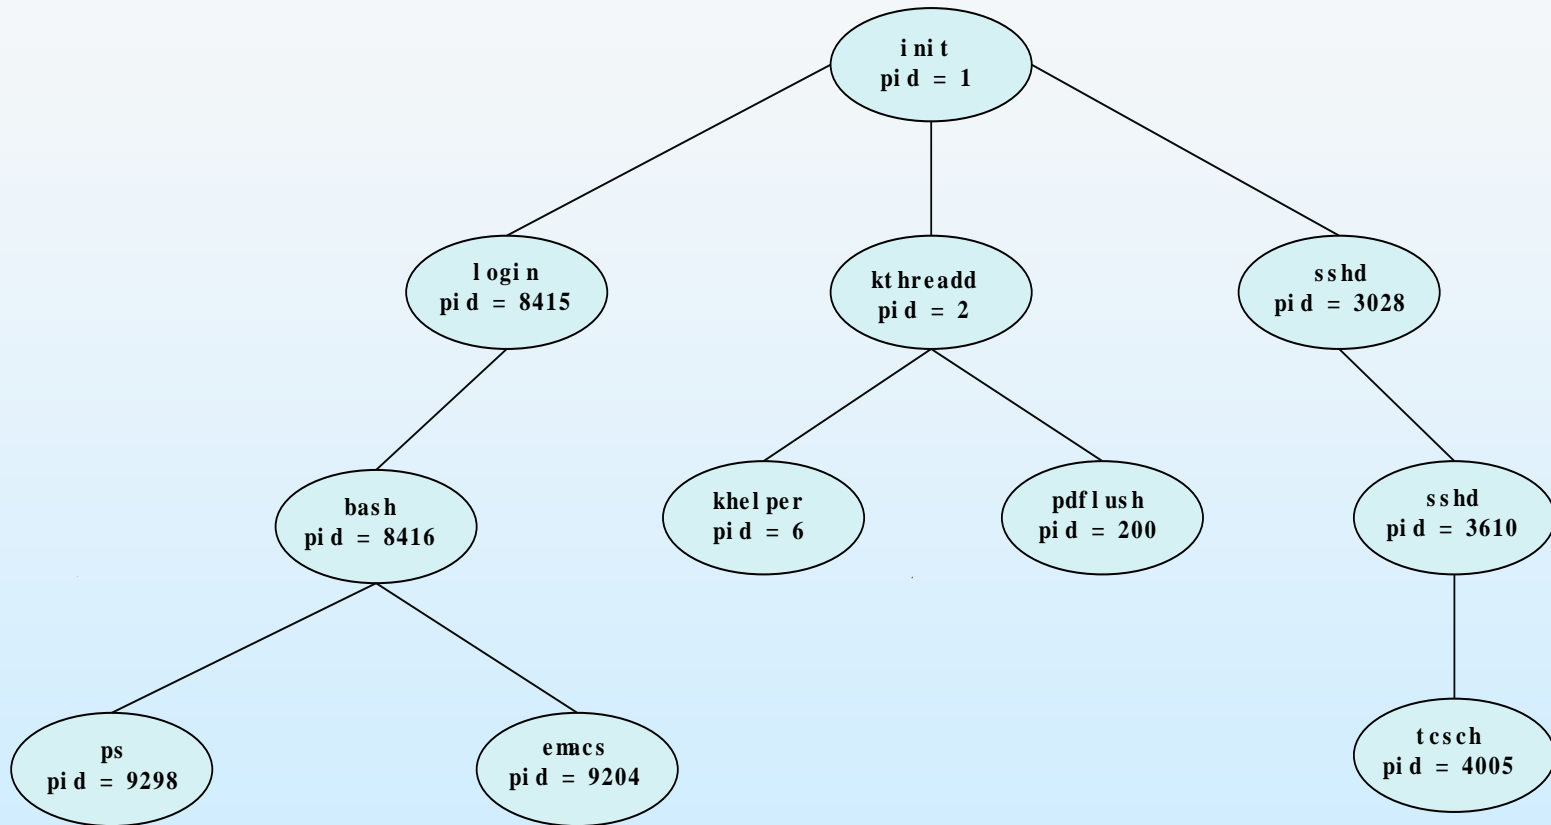 init
pid = 1
login
pid = 8415
kthreadd
pid = 2
sshd
pid = 3028
bash
pid = 8416
khelper
pid = 6
pdflush
pid = 200
sshd
pid = 3610
ps
pid = 9298
emacs
pid = 9204
tcsch
pid = 4005